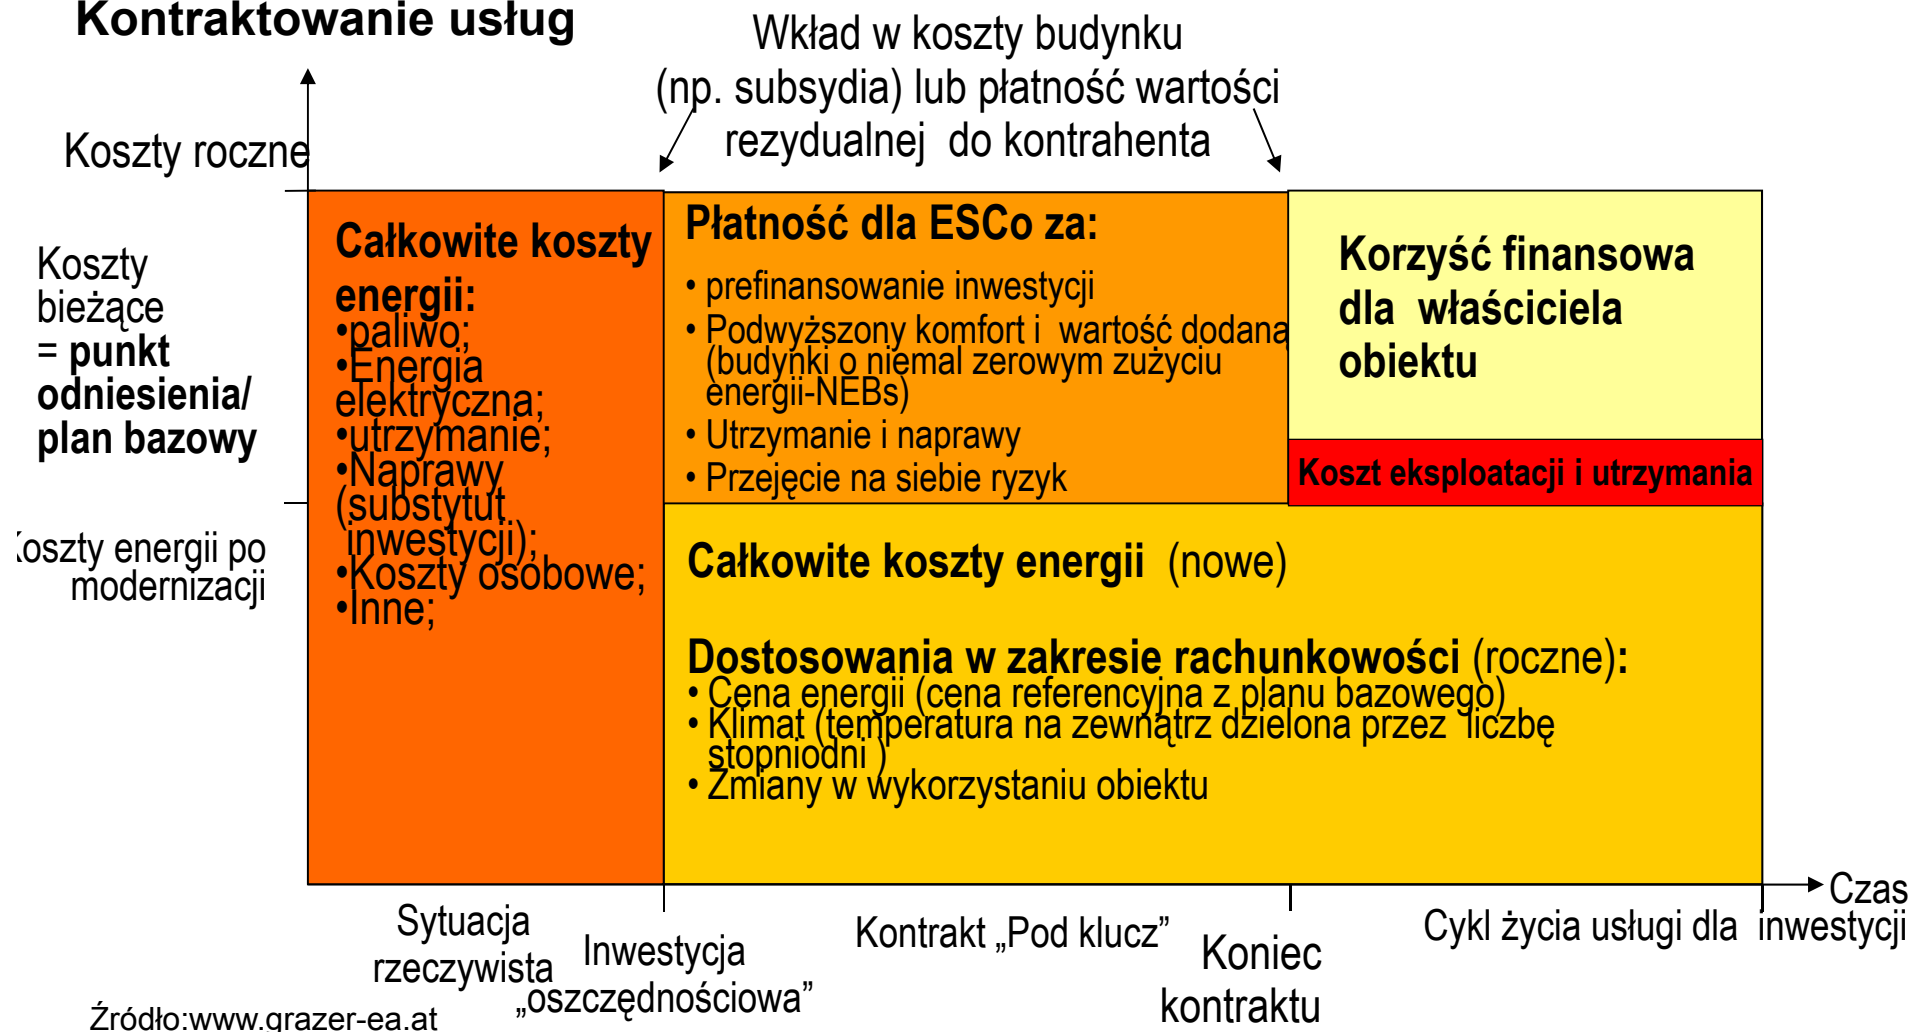 Kontraktowanie usług
Wkład w koszty budynku
(np. subsydia) lub płatność wartości
rezydualnej do kontrahenta
Koszty roczne
Koszty
bieżące
= punkt
odniesienia/
plan bazowy
oszty energii po
modernizacji
Całkowite koszty
energii:
•paliwo;
•Energia
elektryczna;
•utrzymanie;
•Naprawy
(substytut
inwestycji);
•Koszty osobowe;
•Inne;
Płatność dla ESCo za:
• prefinansowanie inwestycji
• Podwyższony komfort i wartość dodaną
(budynki o niemal zerowym zużyciu
energii-NEBs)
• Utrzymanie i naprawy
• Przejęcie na siebie ryzyk
Korzyść finansowa
dla właściciela
obiektu
Koszt eksploatacji i utrzymania
Całkowite koszty energii (nowe)
Dostosowania w zakresie rachunkowości (roczne):
• Cena energii (cena referencyjna z planu bazowego)
• Klimat (temperatura na zewnątrz dzielona przez liczbę
stopniodni )
• Zmiany w wykorzystaniu obiektu
Czas
Sytuacja
rzeczywista
Inwestycja
„oszczędnościowa”
Kontrakt „Pod klucz”
Koniec
kontraktu
Cykl życia usługi dla inwestycji
Źródło:www.grazer-ea.at